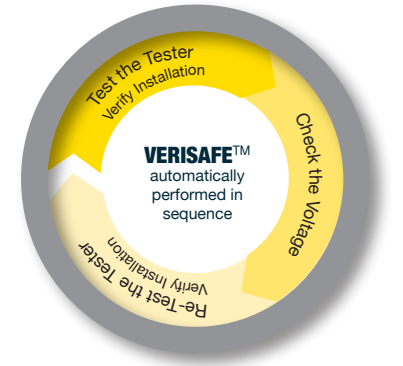 Test the Tester
Verify Installation
Check the Voltage
Re-Test the Tester
Verify Installation
VERISAFE™
automatically
performed in
sequence